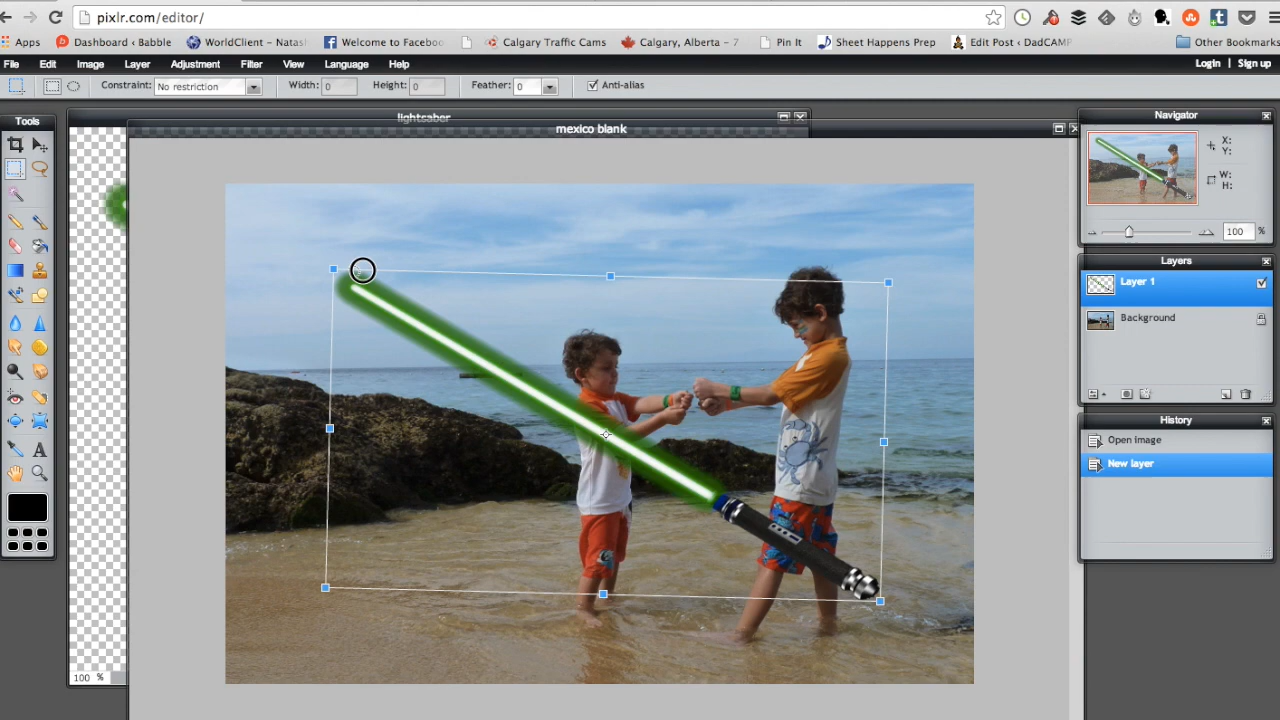 pixlr.com/editor/
Apps Dashboard ‹ Babble WorldClient - Natas Welcome to Faceboo Calgary Traffic Cams Calgary, Alberta - 7 Pin It Sheet Happens Prep Edit Post ‹ DadCAMP Other Bookmarks
File Edit Image Layer Adjustment Filter View Language Help Login Sign up
Constraint: No restriction Width: 0 Height: 0 Feather: 0 Anti-alias
Tools
lightsaber
mexico blank
100 %
Navigator
X:
Y:
W:
H:
100 %
Layers
Layer 1
Background
History
Open image
New layer